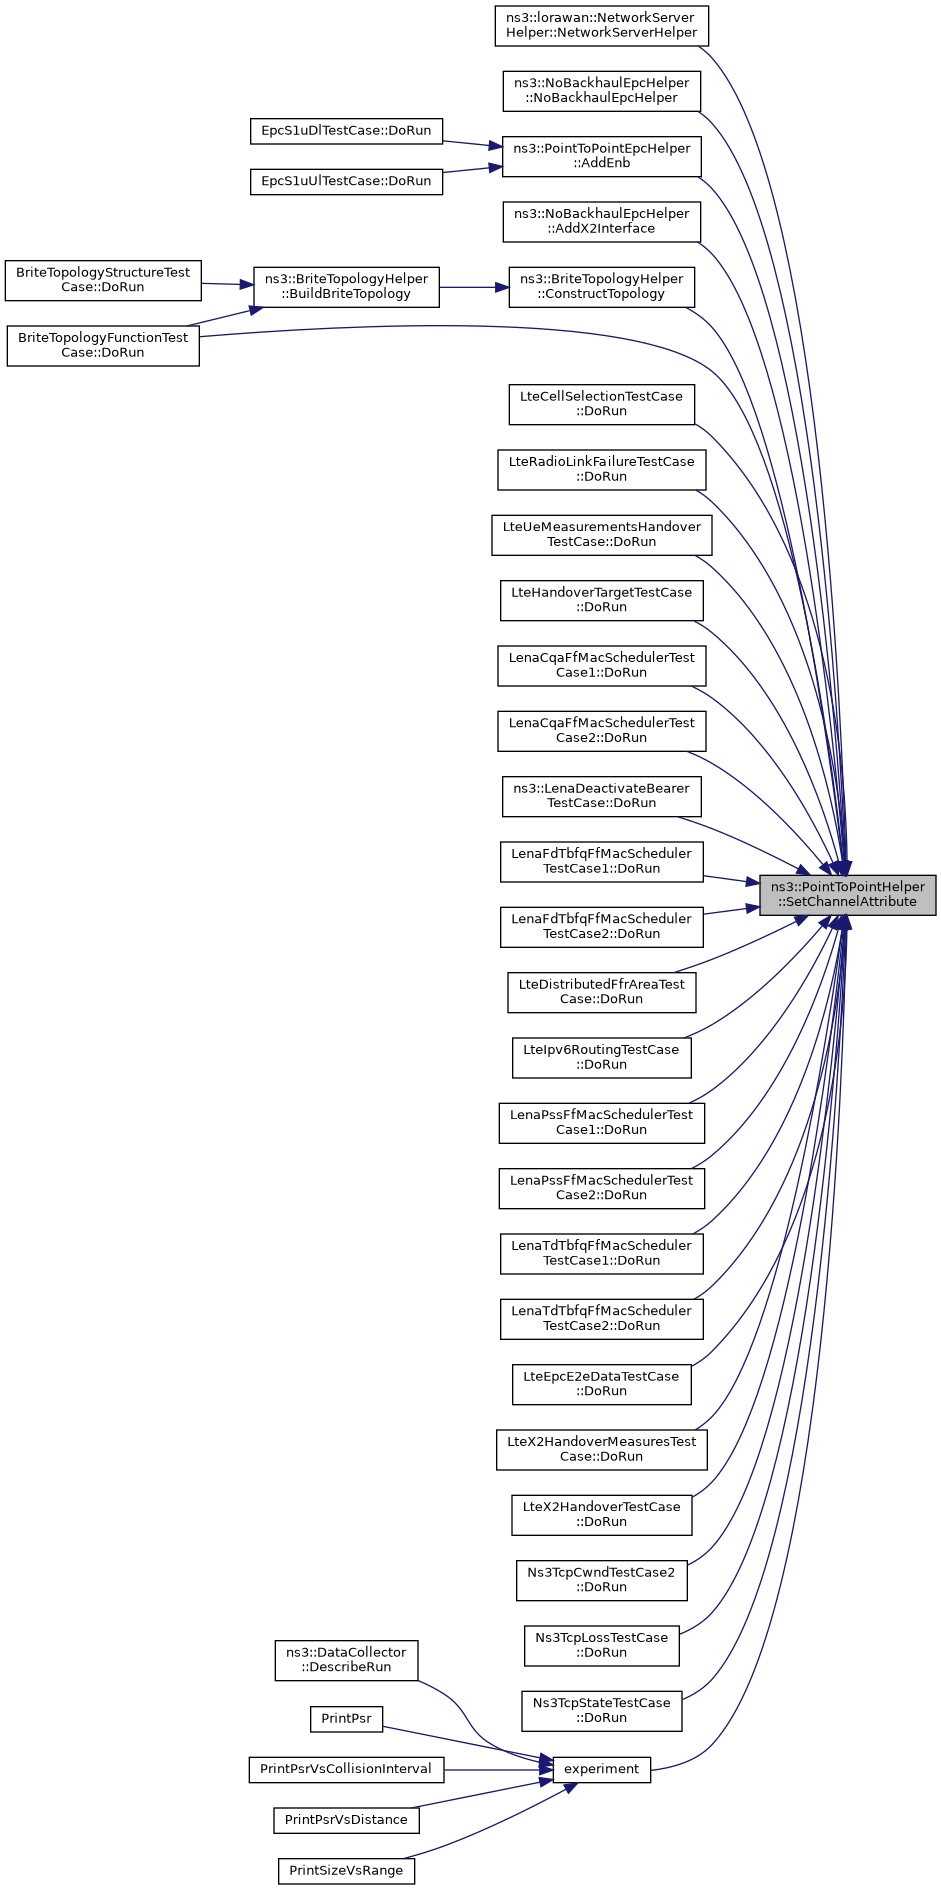 ns3::lorawan::NetworkServer
Helper::NetworkServerHelper
ns3::NoBackhaulEpcHelper
::NoBackhaulEpcHelper
EpcS1uDlTestCase::DoRun
ns3::PointToPointEpcHelper
::AddEnb
EpcS1uUlTestCase::DoRun
ns3::NoBackhaulEpcHelper
::AddX2Interface
BriteTopologyStructureTest
Case::DoRun
ns3::BriteTopologyHelper
::BuildBriteTopology
ns3::BriteTopologyHelper
::ConstructTopology
BriteTopologyFunctionTest
Case::DoRun
LteCellSelectionTestCase
::DoRun
LteRadioLinkFailureTestCase
::DoRun
LteUeMeasurementsHandover
TestCase::DoRun
LteHandoverTargetTestCase
::DoRun
LenaCqaFfMacSchedulerTest
Case1::DoRun
LenaCqaFfMacSchedulerTest
Case2::DoRun
ns3::LenaDeactivateBearer
TestCase::DoRun
LenaFdTbfqFfMacScheduler
TestCase1::DoRun
ns3::PointToPointHelper
::SetChannelAttribute
LenaFdTbfqFfMacScheduler
TestCase2::DoRun
LteDistributedFfrAreaTest
Case::DoRun
LteIpv6RoutingTestCase
::DoRun
LenaPssFfMacSchedulerTest
Case1::DoRun
LenaPssFfMacSchedulerTest
Case2::DoRun
LenaTdTbfqFfMacScheduler
TestCase1::DoRun
LenaTdTbfqFfMacScheduler
TestCase2::DoRun
LteEpcE2eDataTestCase
::DoRun
LteX2HandoverMeasuresTest
Case::DoRun
LteX2HandoverTestCase
::DoRun
Ns3TcpCwndTestCase2
::DoRun
Ns3TcpLossTestCase
::DoRun
ns3::DataCollector
::DescribeRun
Ns3TcpStateTestCase
::DoRun
PrintPsr
PrintPsrVsCollisionInterval
experiment
PrintPsrVsDistance
PrintSizeVsRange